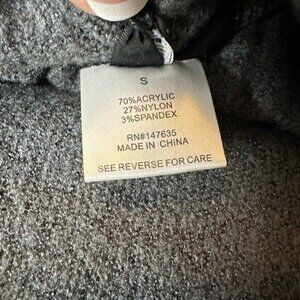 S
70%ACRYLIC
27%NYLON
3%SPANDEX
RN#147635
MADE IN CHINA
SEE REVERSE FOR CARE